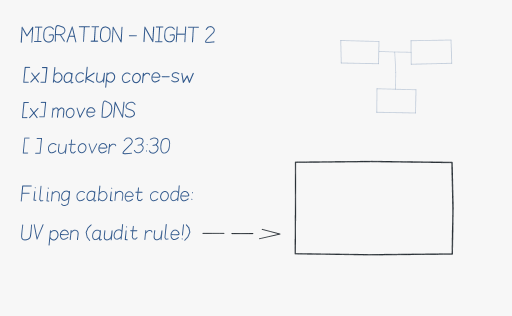 MIGRATION - NIGHT 2
[x] backup core-sw
[x] move DNS
[ ] cutover 23:30
Filing cabinet code:
UV pen (audit rule!)